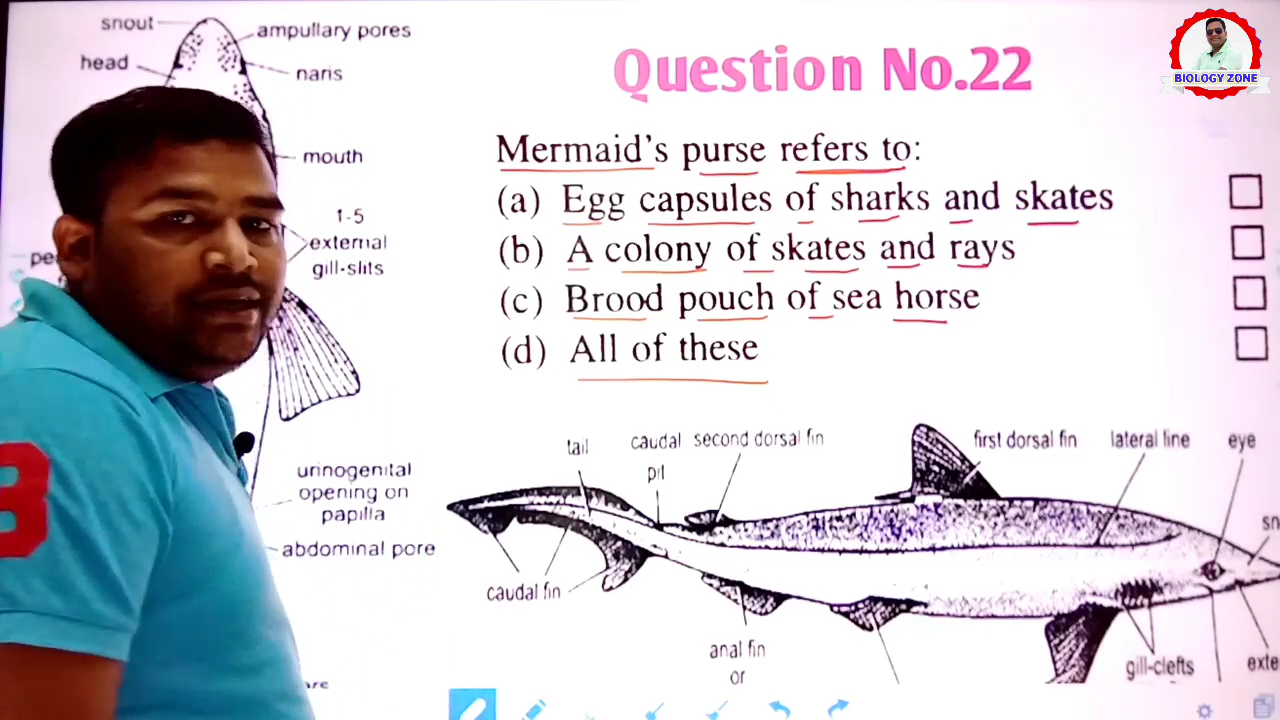 snout
ampullary pores
head
naris
mouth
1-5
external
gill-slits
urinogenital
opening on
papilla
abdominal pore
BIOLOGY ZONE
Question No.22
Mermaid's purse refers to:
(a) Egg capsules of sharks and skates
(b) A colony of skates and rays
(c) Brood pouch of sea horse
(d) All of these
tail
caudal
pit
second dorsal fin
first dorsal fin
lateral line
eye
caudal fin
anal fin
or
gill-clefts
3